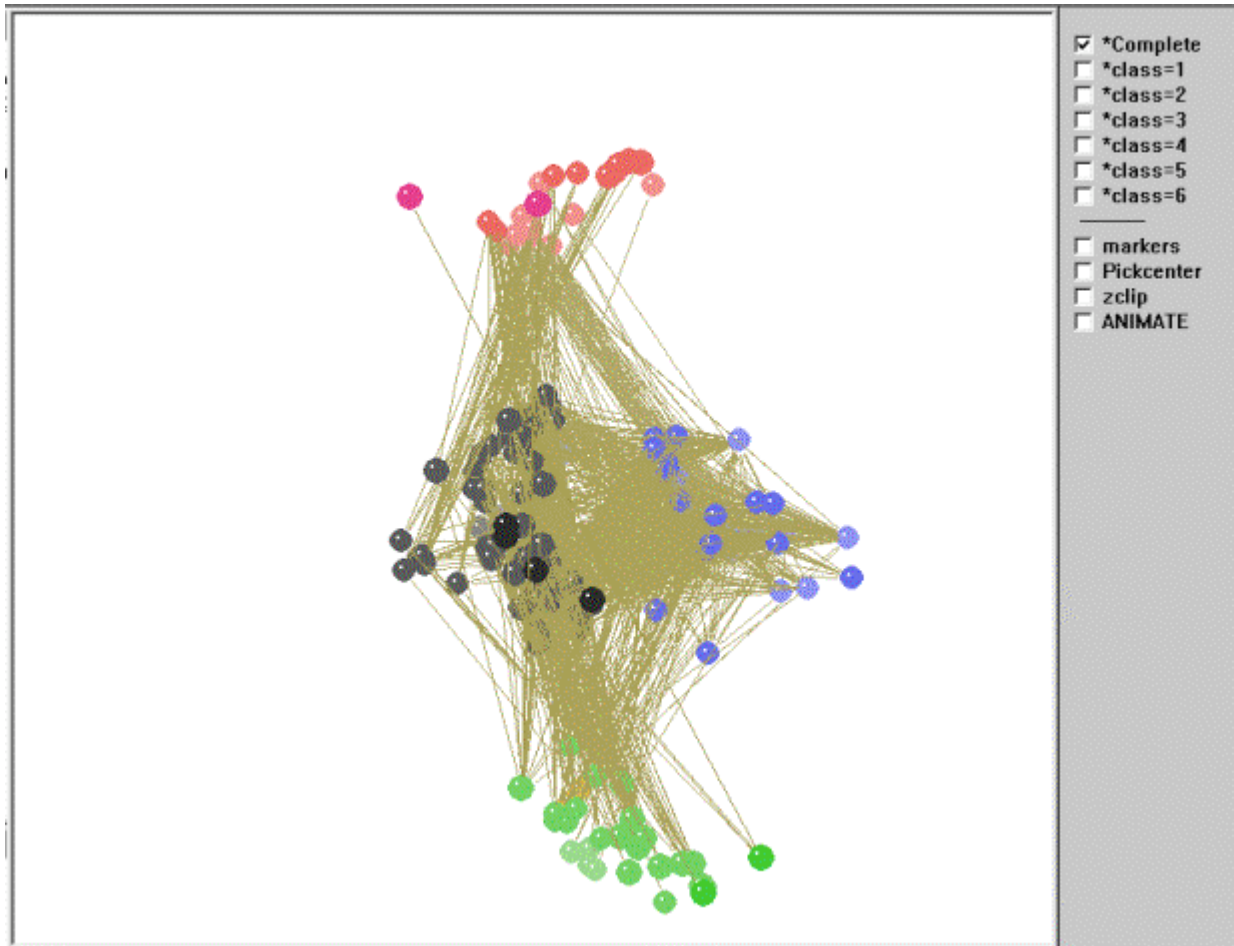 *Complete
*class=1
*class=2
*class=3
*class=4
*class=5
*class=6
markers
Pickcenter
zclip
ANIMATE